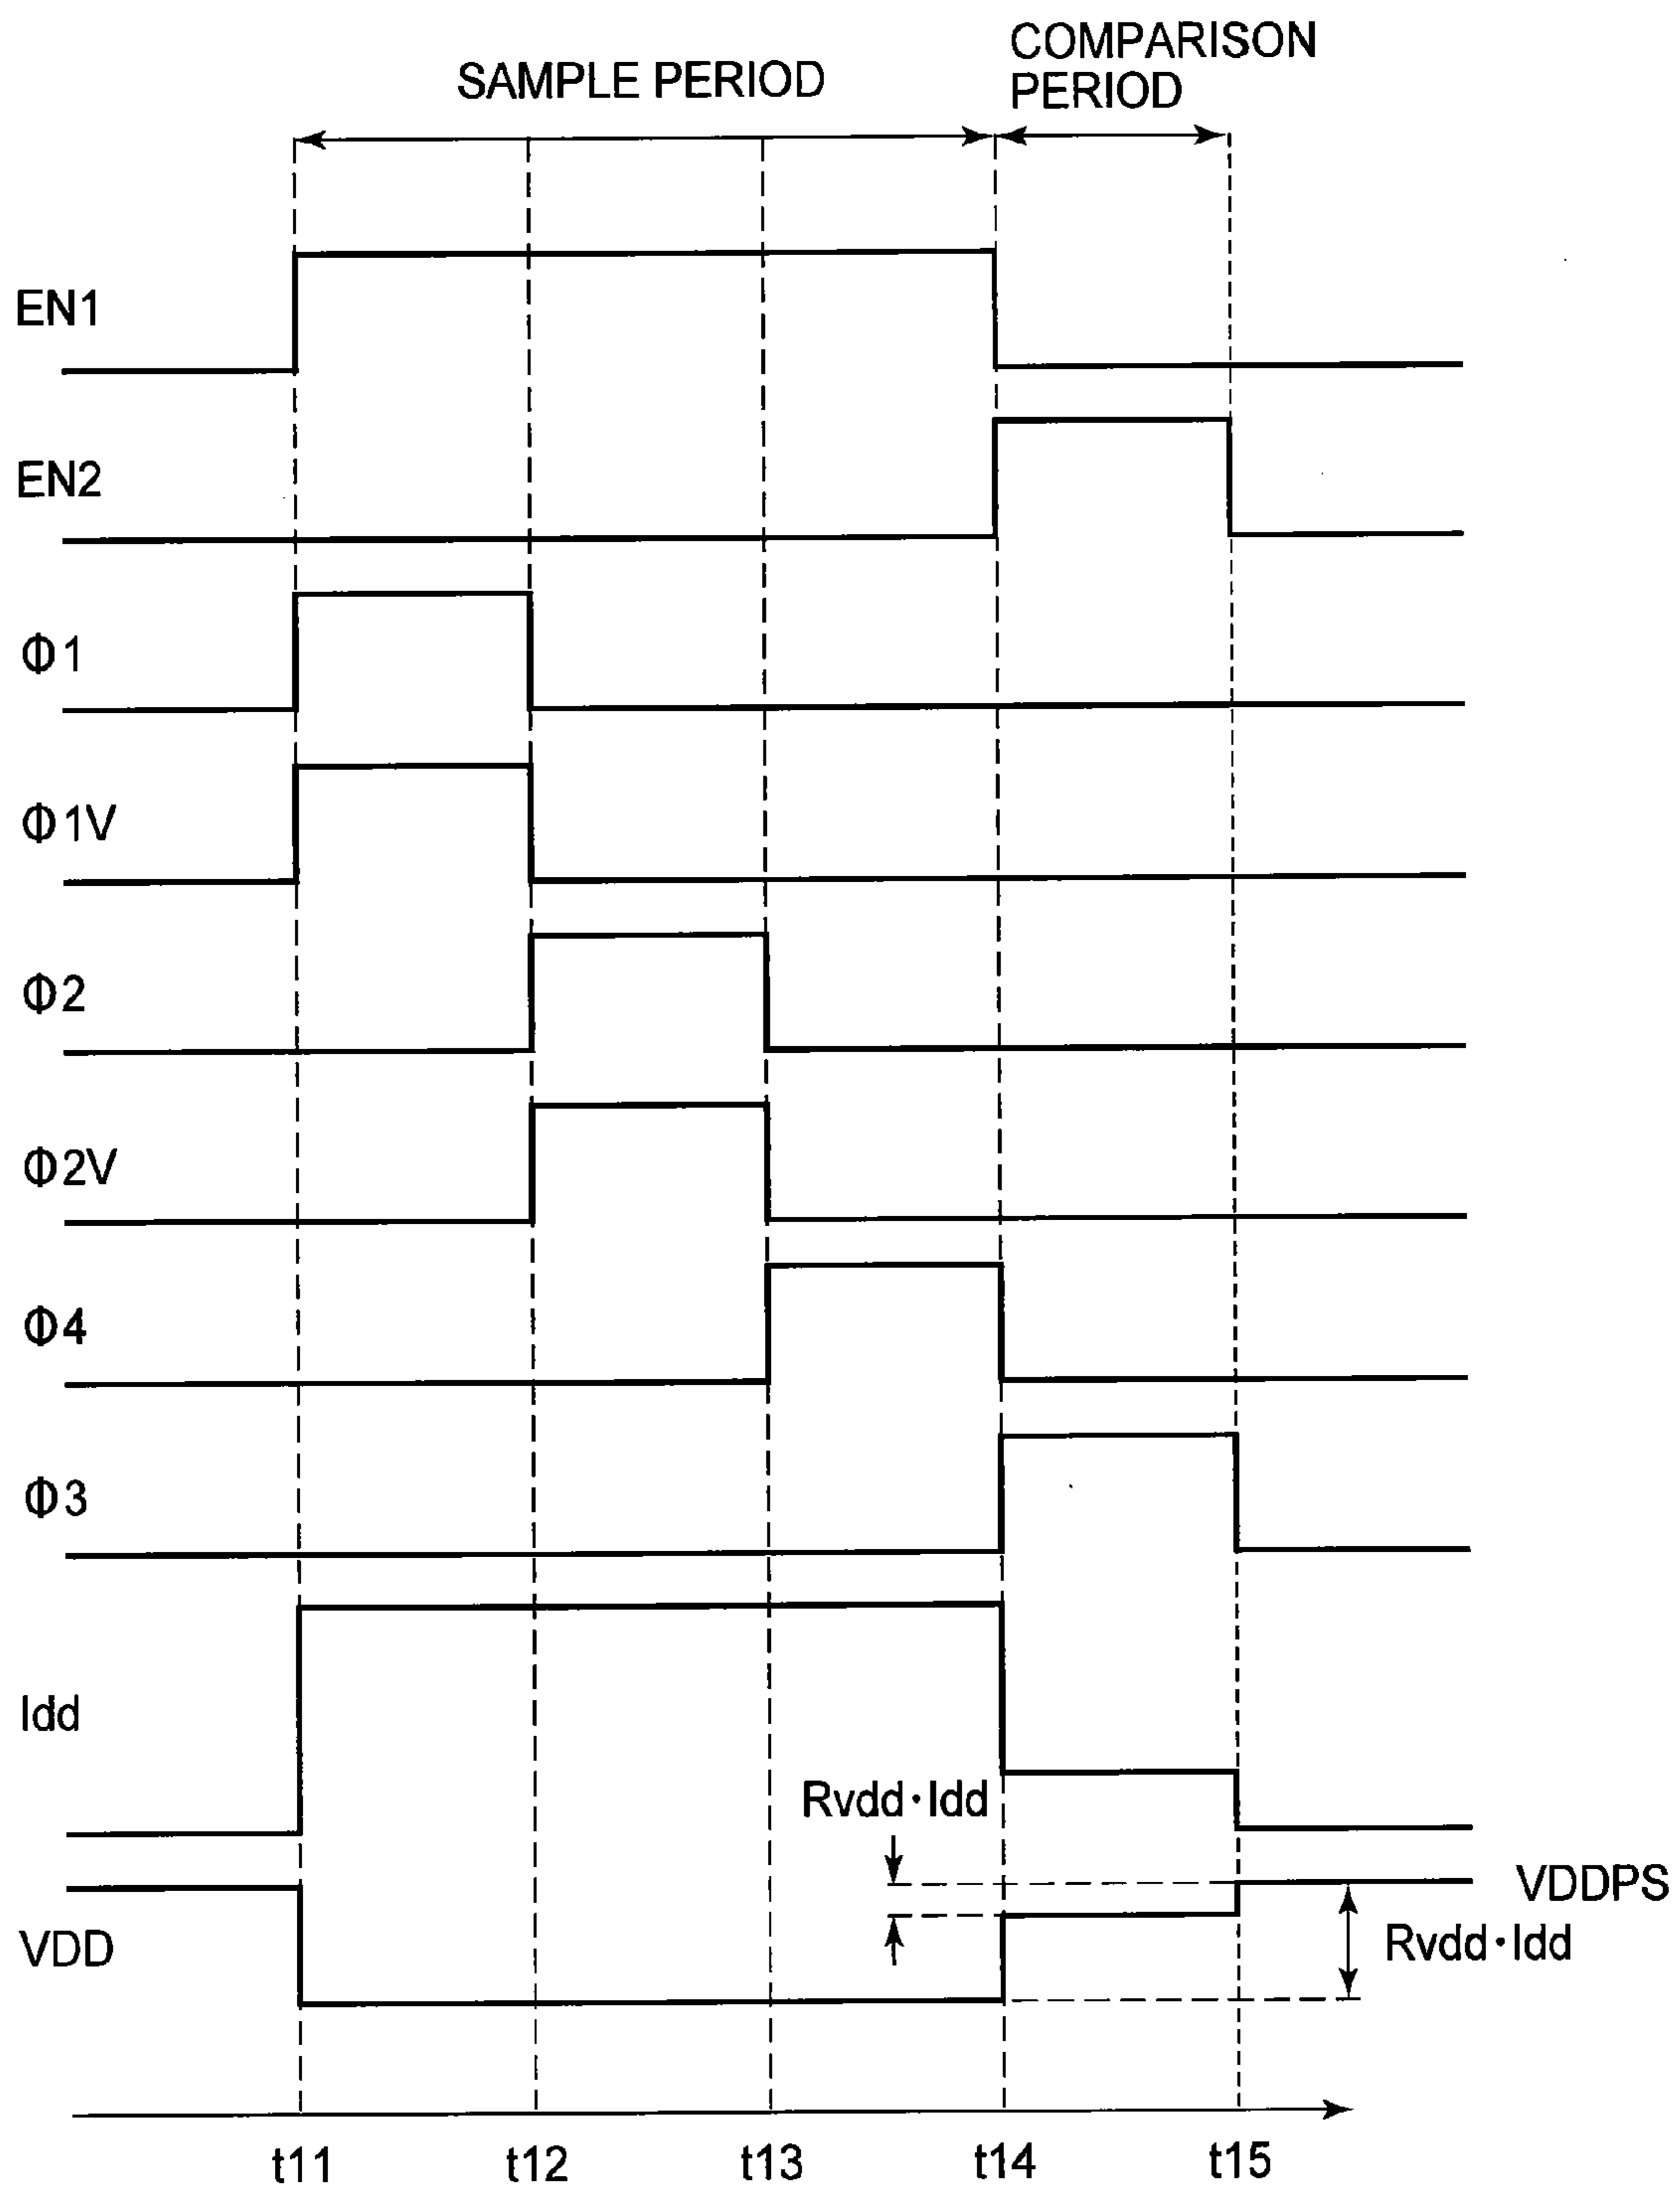 SAMPLE PERIOD
COMPARISON
PERIOD
EN1
EN2
Φ1
Φ1V
Φ2
Φ2V
Φ4
Φ3
Idd
Rvdd·Idd
VDDPS
VDD
Rvdd·Idd
t11
t12
t13
t14
t15